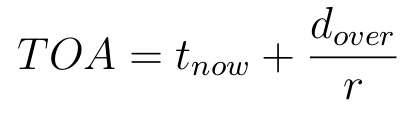 TOA = t_{now} + \frac{d_{over}}{r}